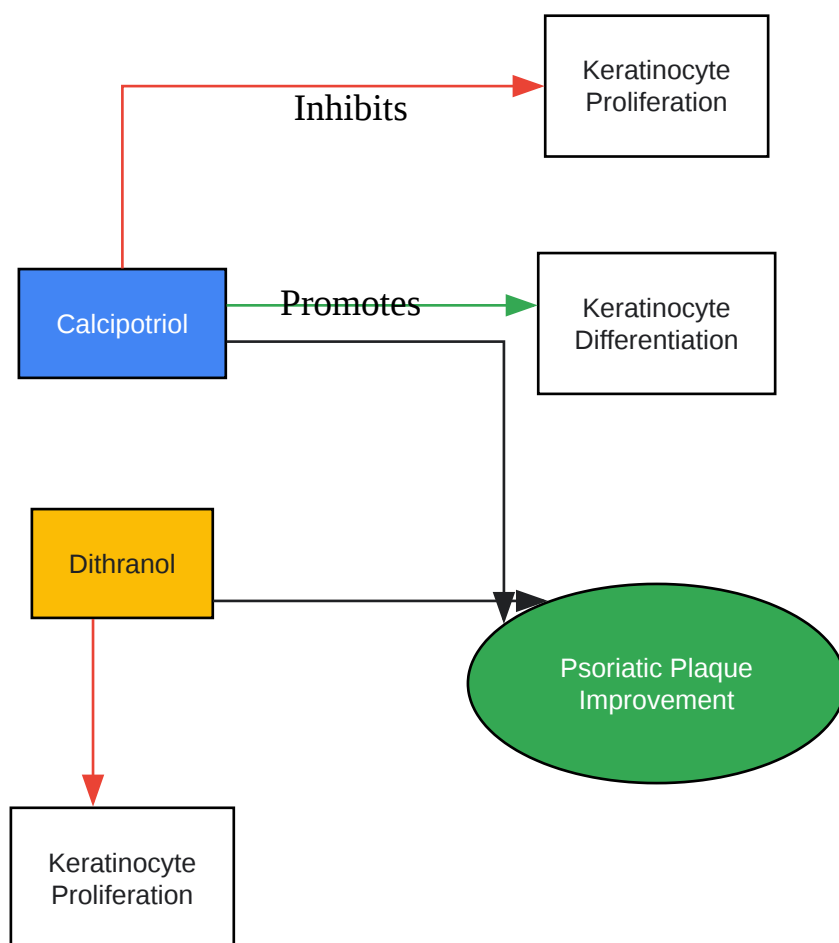 Keratinocyte
Proliferation
Inhibits
Calcipotriol
Promotes
Keratinocyte
Differentiation
Dithranol
Psoriatic Plaque
Improvement
Keratinocyte
Proliferation